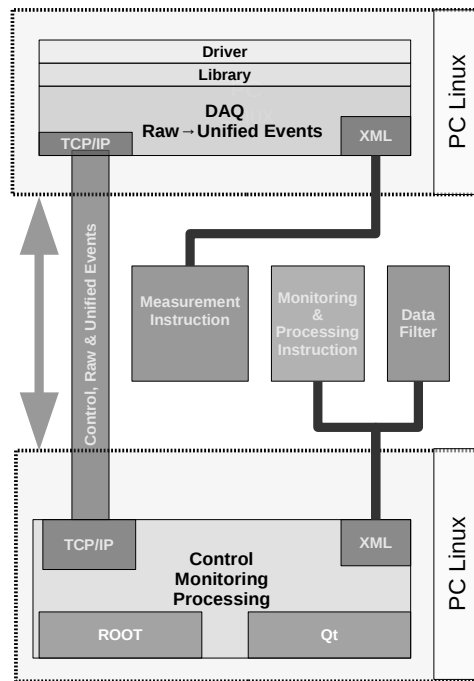 Driver
Library
DAQ
Ra→Unified Events
TCP/IP
XML
PC Linux
Control, Raw & Unified Events
Measurement
Instruction
Monitoring
&
Processing
Instruction
Data
Filter
TCP/IP
XML
Control
Monitoring
Processing
ROOT
Qt
PC Linux